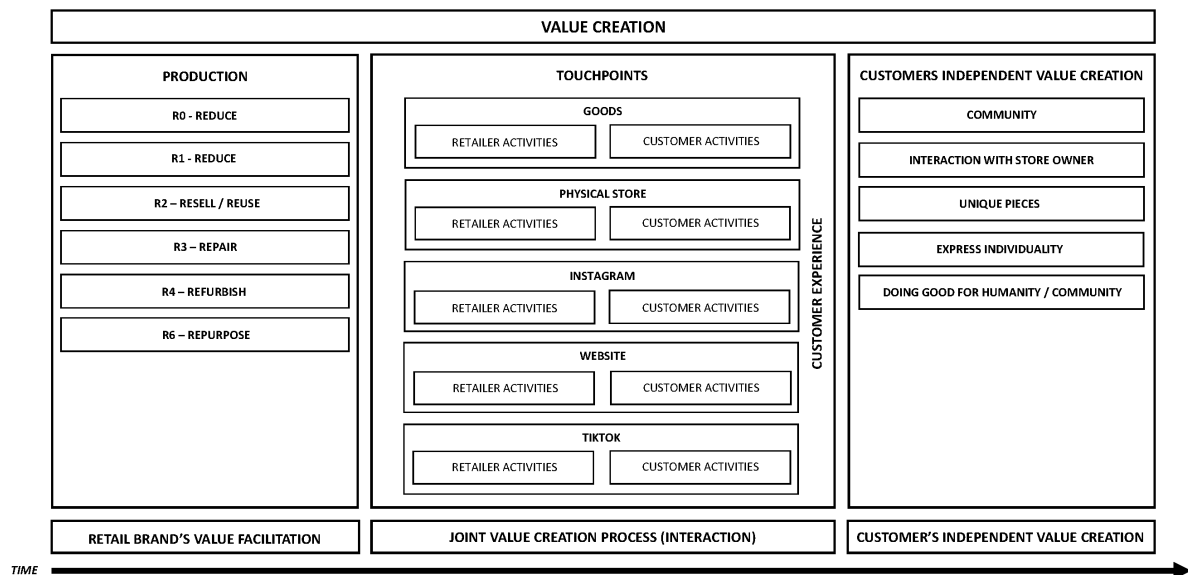 VALUE CREATION
PRODUCTION
R0 - REDUCE
R1 - REDUCE
R2 – RESELL / REUSE
R3 – REPAIR
R4 – REFURBISH
R6 – REPURPOSE
TOUCHPOINTS
GOODS
RETAILER ACTIVITIES
CUSTOMER ACTIVITIES
PHYSICAL STORE
RETAILER ACTIVITIES
CUSTOMER ACTIVITIES
INSTAGRAM
RETAILER ACTIVITIES
CUSTOMER ACTIVITIES
WEBSITE
RETAILER ACTIVITIES
CUSTOMER ACTIVITIES
TIKTOK
RETAILER ACTIVITIES
CUSTOMER ACTIVITIES
CUSTOMER EXPERIENCE
CUSTOMERS INDEPENDENT VALUE CREATION
COMMUNITY
INTERACTION WITH STORE OWNER
UNIQUE PIECES
EXPRESS INDIVIDUALITY
DOING GOOD FOR HUMANITY / COMMUNITY
RETAIL BRAND'S VALUE FACILITATION
JOINT VALUE CREATION PROCESS (INTERACTION)
CUSTOMER'S INDEPENDENT VALUE CREATION
TIME